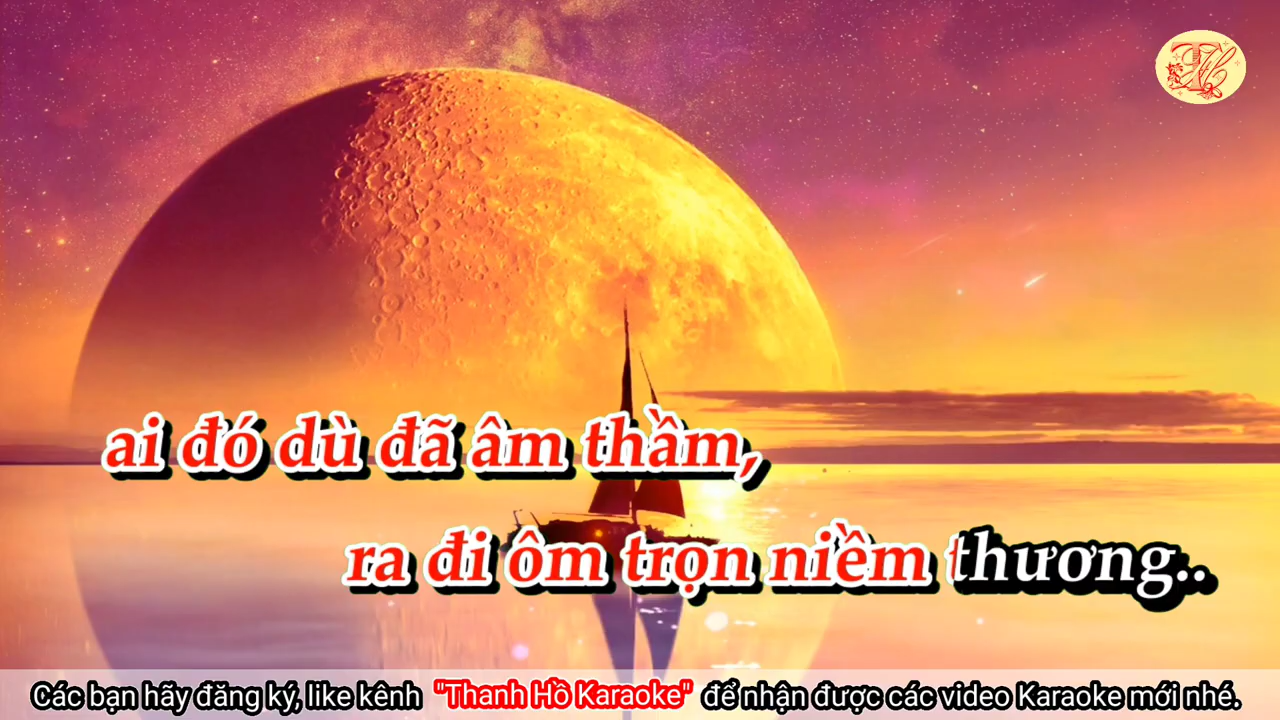 ai đó dù đã âm thầm,
ra đi ôm trọn niềm thương..
Các bạn hãy đăng ký, like kênh "Thanh Hồ Karaoke" để nhận được các video Karaoke mới nhé.